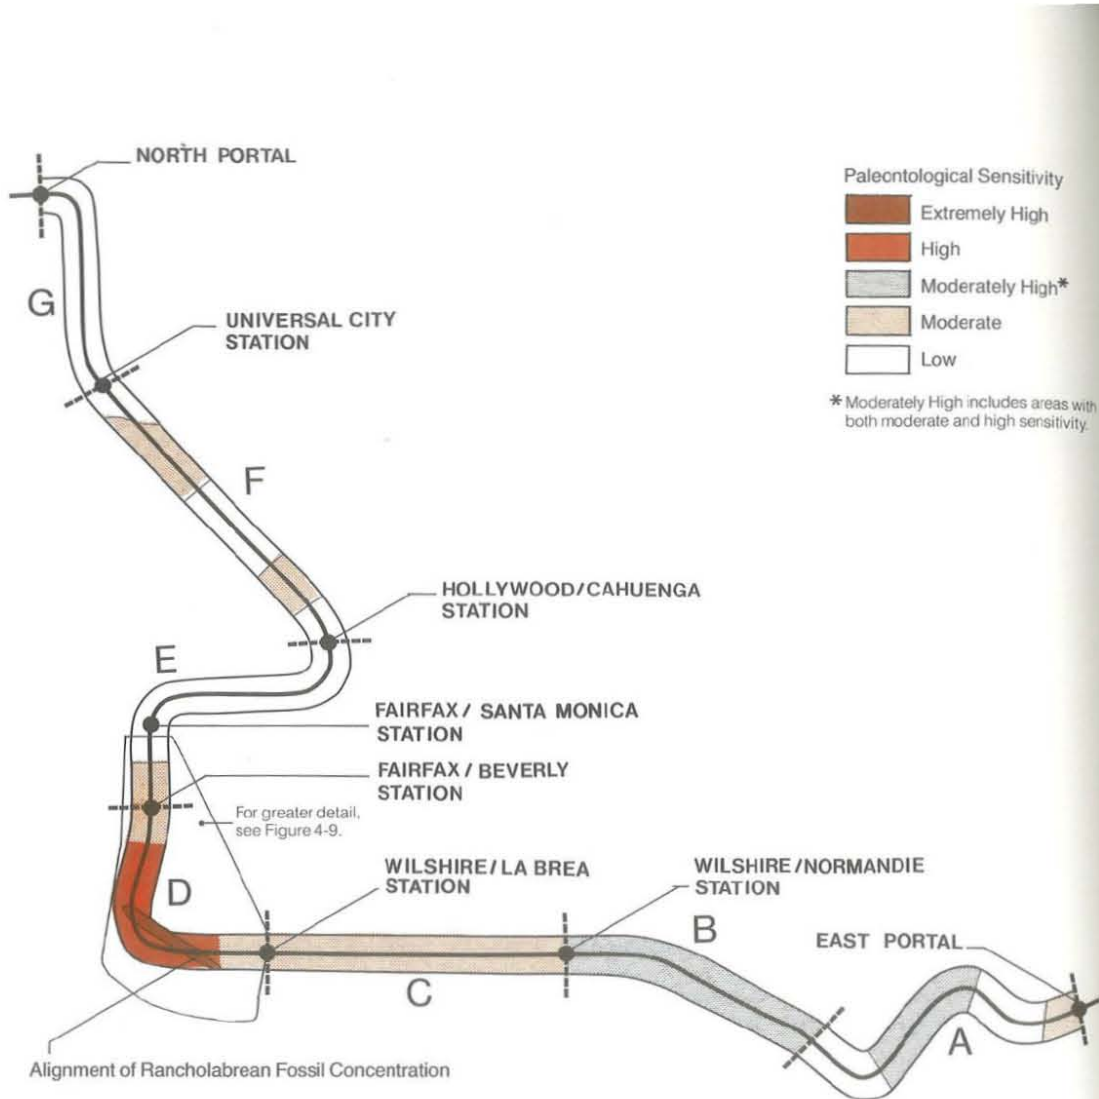 NORTH PORTAL
Paleontological Sensitivity
Extremely High
High
Moderately High*
Moderate
Low
* Moderately High includes areas with
both moderate and high sensitivity.
G
UNIVERSAL CITY
STATION
F
HOLLYWOOD/CAHUENGA
STATION
E
FAIRFAX/ SANTA MONICA
STATION
FAIRFAX / BEVERLY
STATION
For greater detail,
see Figure 4-9.
D
WILSHIRE/LA BREA
STATION
WILSHIRE/NORMANDIE
STATION
B
EAST PORTAL
C
A
Alignment of Rancholabrean Fossil Concentration